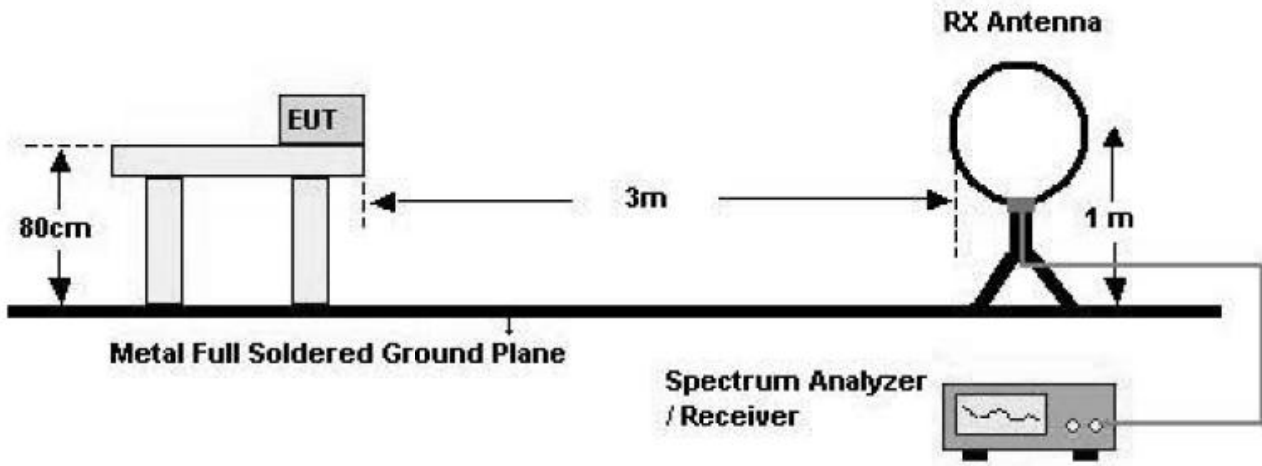 RX Antenna
EUT
80cm
3m
1 m
Metal Full Soldered Ground Plane
Spectrum Analyzer
/ Receiver